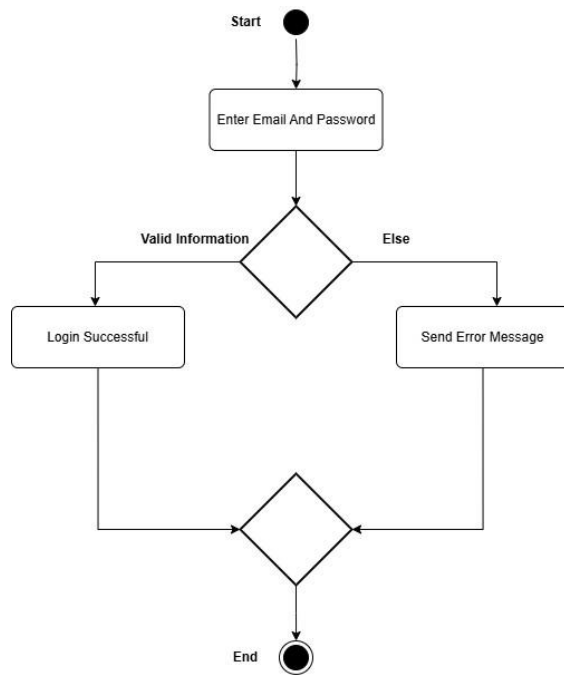 Start
Enter Email And Password
Valid Information
Else
Login Successful
Send Error Message
End